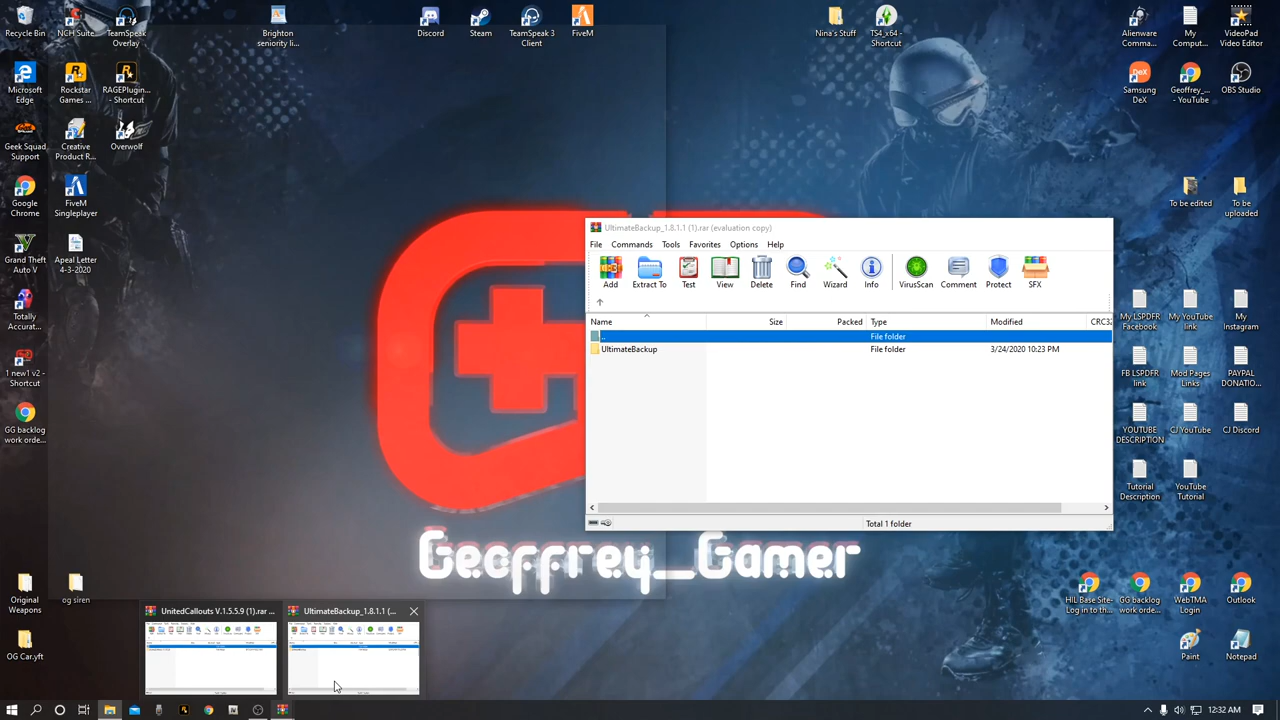 Recycle Bin
NCH Suite
TeamSpeak
Overlay
Brighton
seniority li...
Discord
Steam
TeamSpeak 3
Client
FiveM
Nina's Stuff
TS4_x64 -
Shortcut
Alienware
Comma...
My
Comput...
VideoPad
Video Editor
Microsoft
Edge
Rockstar
Games ...
RAGEPlugin...
- Shortcut
Samsung
DeX
Geoffrey_...
- YouTube
OBS Studio
Geek Squad
Support
Creative
Product R...
Overwolf
Google
Chrome
FiveM
Singleplayer
To be edited
To be
uploaded
Grand Theft
Auto V
Apeal Letter
4-3-2020
Totally
Accurat...
1 new1 v2 -
Shortcut
GG backlog
work orde...
UltimateBackup_1.8.1.1 (1).rar (evaluation copy)
File Commands Tools Favorites Options Help
Add Extract To Test View Delete Find Wizard Info VirusScan Comment Protect SFX
Name Size Packed Type Modified CRC32
.. File folder
UltimateBackup File folder 3/24/2020 10:23 PM
Total 1 folder
My LSPDFR
Facebook
My YouTube
link
My
Instagram
FB LSPDFR
link
Mod Pages
Links
PAYPAL
DONATIO...
YOUTUBE
DESCRIPTION
CJ YouTube
CJ Discord
Tutorial
Description
YouTube
Tutorial
Geoffrey_Gamer
Original
Weapons
og siren
HIL Base Site-
Log in to th...
GG backlog
work orde...
WebTMA
Login
Outlook
OG Car.yft
Paint
Notepad
UnitedCallouts V.1.5.5.9 (1).rar ...
UltimateBackup_1.8.1.1 (...
12:32 AM